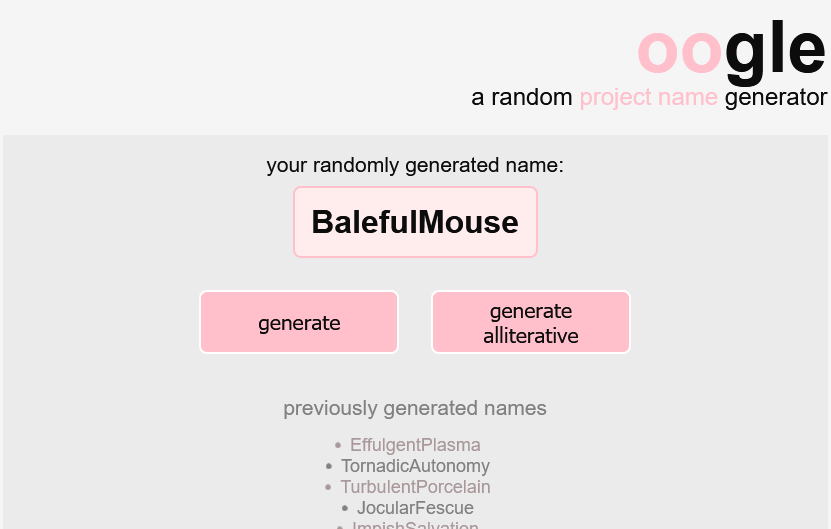 oogle
a random project name generator
your randomly generated name:
BalefulMouse
generate
generate
alliterative
previously generated names
• EffulgentPlasma
• TornadicAutonomy
• TurbulentPorcelain
• JocularFescue
• ImpishSalvation